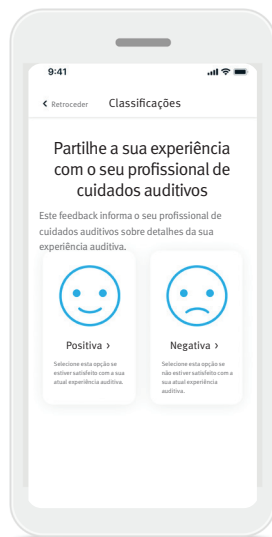 9:41
Retroceder Classificações
Partilhe a sua experiência
com o seu profissional de
cuidados auditivos
Este feedback informa o seu profissional de
cuidados auditivos sobre detalhes da sua
experiência auditiva.
Positiva ›
Selecione esta opção se
estiver satisfeito com a sua
atual experiência auditiva.
Negativa ›
Selecione esta opção se
não estiver satisfeito com a
sua atual experiência
auditiva.